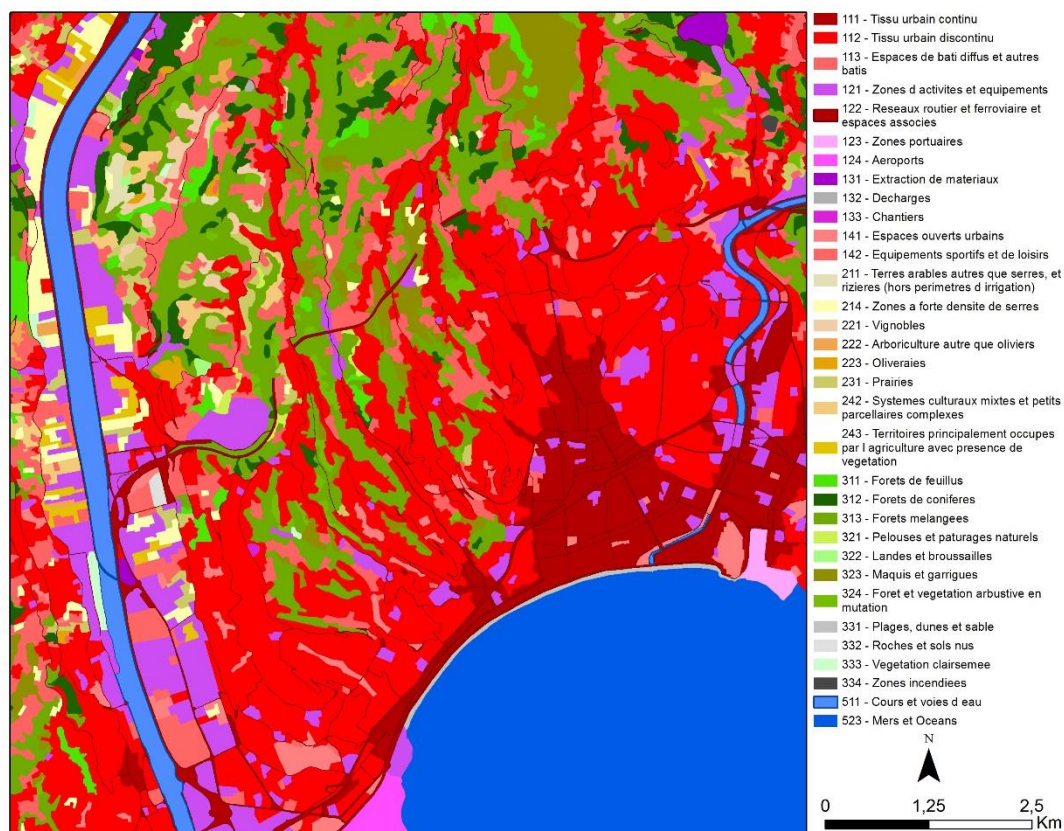 111 - Tissu urbain continu
112 - Tissu urbain discontinu
113 - Espaces de bati diffus et autres
batis
121 - Zones d activites et equipements
122 - Reseaux routier et ferroviaire et
espaces associes
123 - Zones portuaires
124 - Aeroports
131 - Extraction de materiaux
132 - Decharges
133 - Chantiers
141 - Espaces ouverts urbains
142 - Equipements sportifs et de loisirs
211 - Terres arables autres que serres, et
rizieres (hors perimetres d irrigation)
214 - Zones a forte densite de serres
221 - Vignobles
222 - Arboriculture autre que oliviers
223 - Oliveraies
231 - Prairies
242 - Systemes culturaux mixtes et petits
parcellaires complexes
243 - Territoires principalement occupes
par l agriculture avec presence de
vegetation
311 - Forets de feuillus
312 - Forets de coniferes
313 - Forets melangees
321 - Pelouses et paturages naturels
322 - Landes et broussailles
323 - Maquis et garrigues
324 - Foret et vegetation arbustive en
mutation
331 - Plages, dunes et sable
332 - Roches et sols nus
333 - Vegetation clairsemee
334 - Zones incendiees
511 - Cours et voies d eau
523 - Mers et Oceans
N
0 1,25 2,5
Km